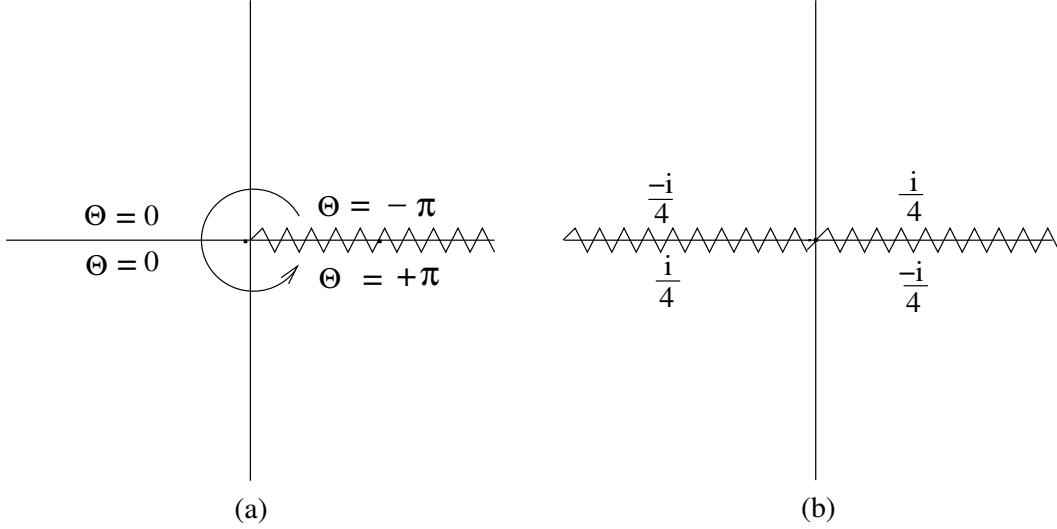 Θ = 0
Θ = 0
Θ = − π
Θ = +π
(a)
-i/4
i/4
i/4
-i/4
(b)